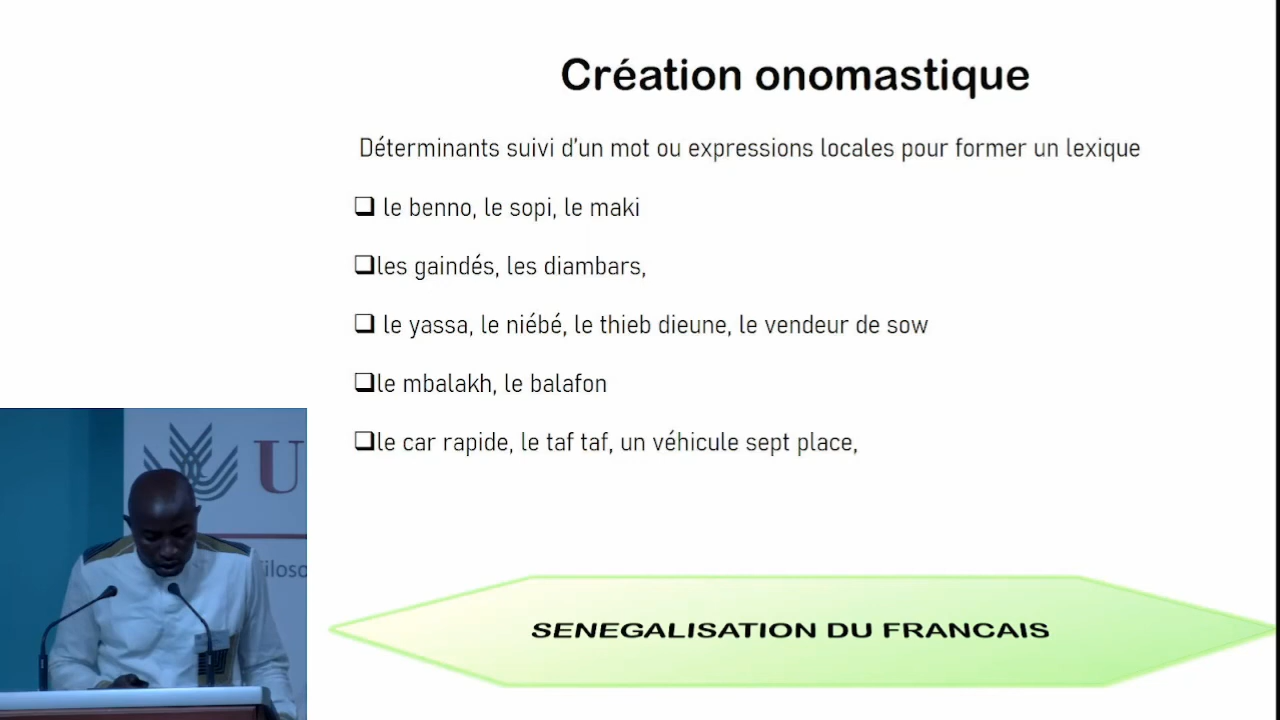 Création onomastique
Déterminants suivi d'un mot ou expressions locales pour former un lexique
le benno, le sopi, le maki
les gaindés, les diambars,
le yassa, le niébé, le thieb dieune, le vendeur de sow
le mbalakh, le balafon
le car rapide, le taf taf, un véhicule sept place,
SENEGALISATION DU FRANCAIS
U